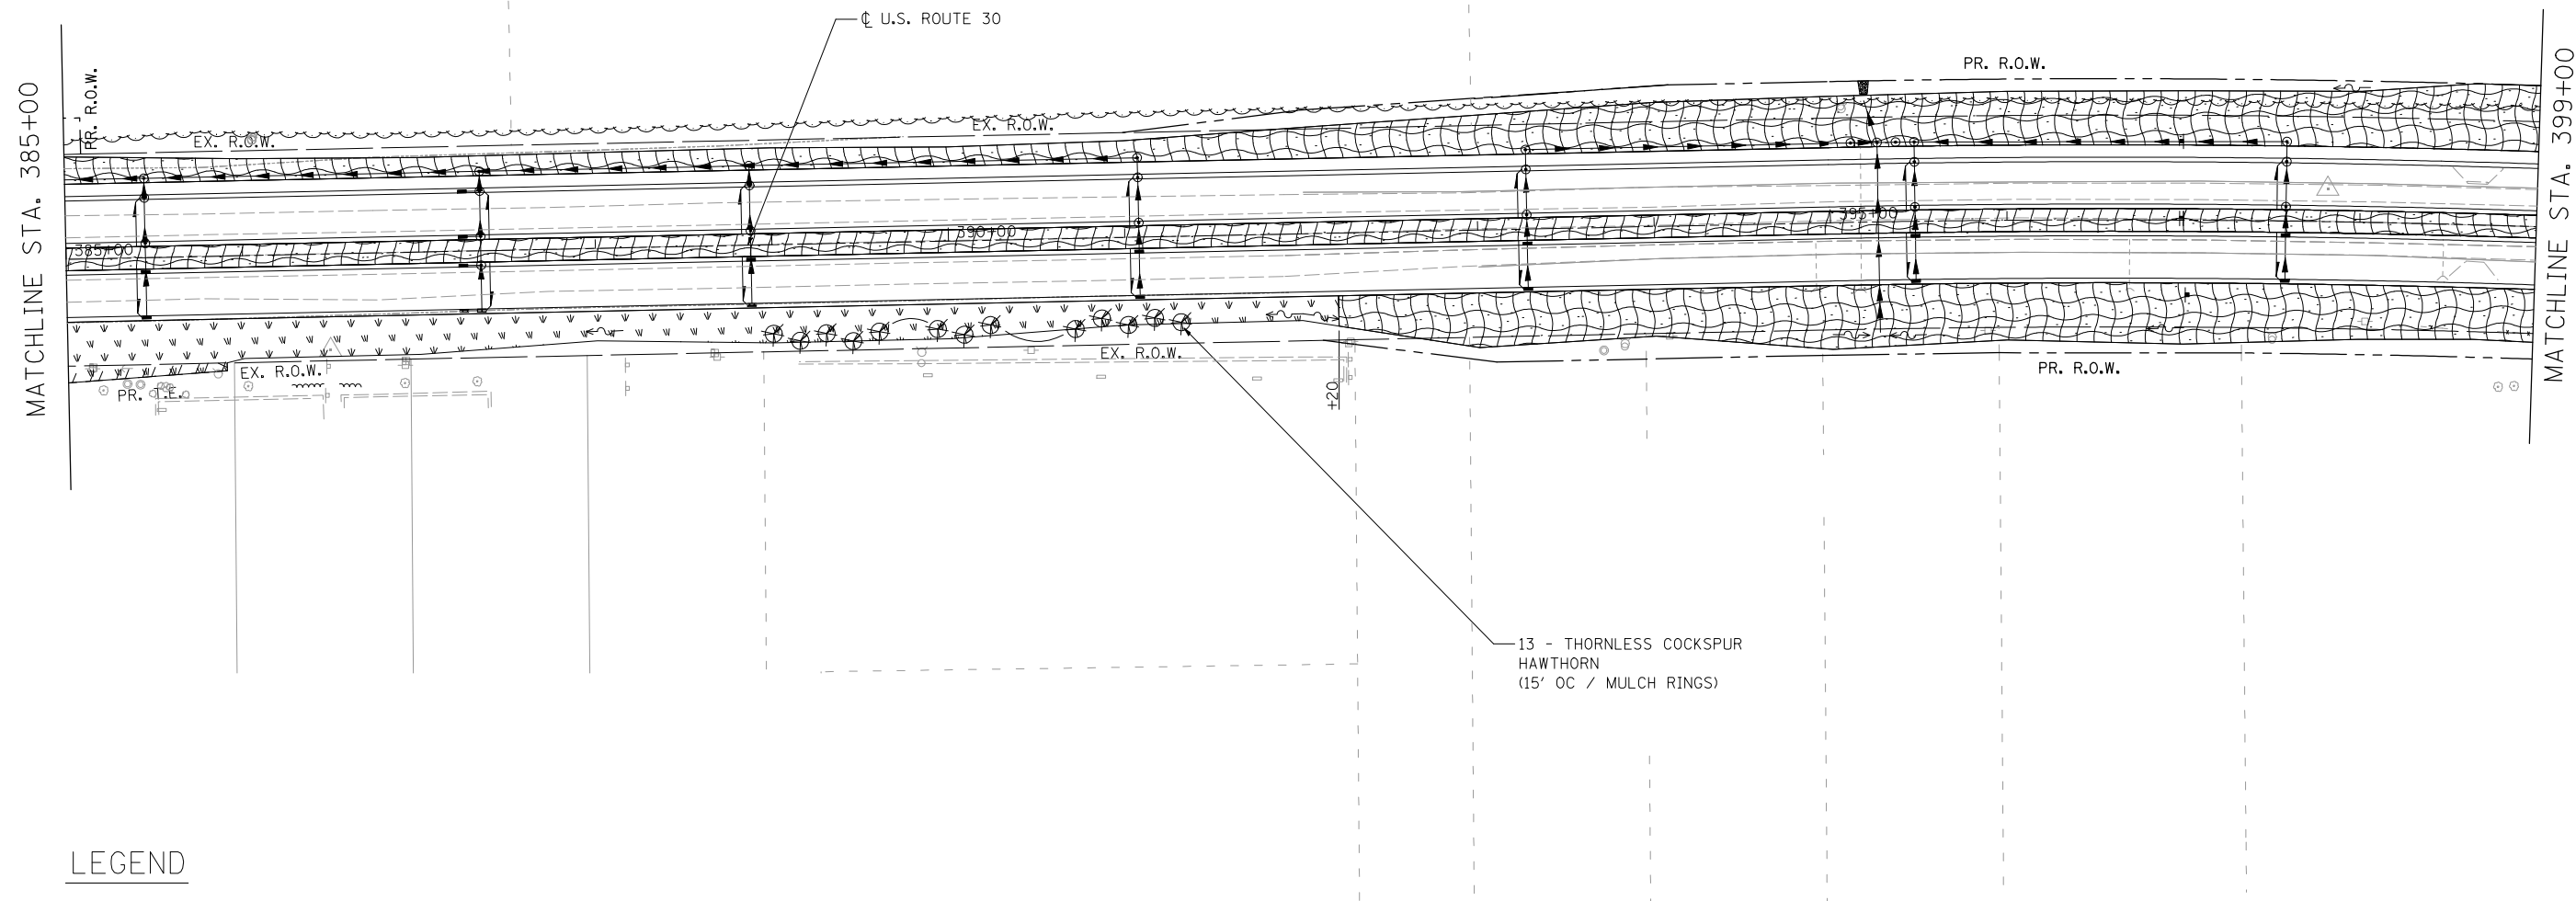 ℄ U.S. ROUTE 30
MATCHLINE STA. 385+00
PR. R.O.W.
EX. R.O.W.
EX. R.O.W.
PR. R.O.W.
MATCHLINE STA. 399+00
385+00
390+00
395+00
EX. R.O.W.
PR. T.E.
EX. R.O.W.
+20
PR. R.O.W.
13 - THORNLESS COCKSPUR
HAWTHORN
(15' OC / MULCH RINGS)
LEGEND